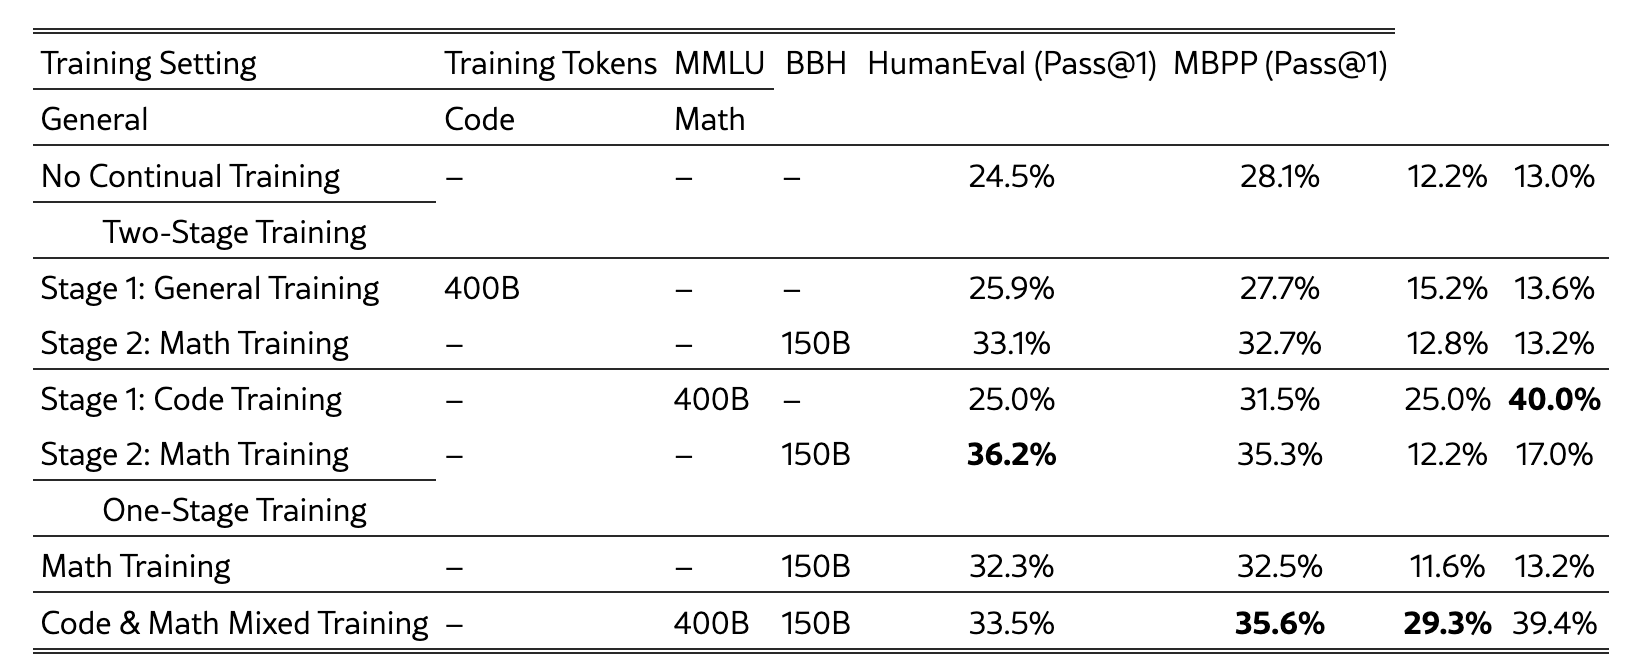 Training Setting Training Tokens MMLU BBH HumanEval (Pass@1) MBPP (Pass@1)
General Code Math
No Continual Training – – – 24.5% 28.1% 12.2% 13.0%
Two-Stage Training
Stage 1: General Training 400B – – 25.9% 27.7% 15.2% 13.6%
Stage 2: Math Training – – 150B 33.1% 32.7% 12.8% 13.2%
Stage 1: Code Training – 400B – 25.0% 31.5% 25.0% 40.0%
Stage 2: Math Training – – 150B 36.2% 35.3% 12.2% 17.0%
One-Stage Training
Math Training – – 150B 32.3% 32.5% 11.6% 13.2%
Code & Math Mixed Training – 400B 150B 33.5% 35.6% 29.3% 39.4%